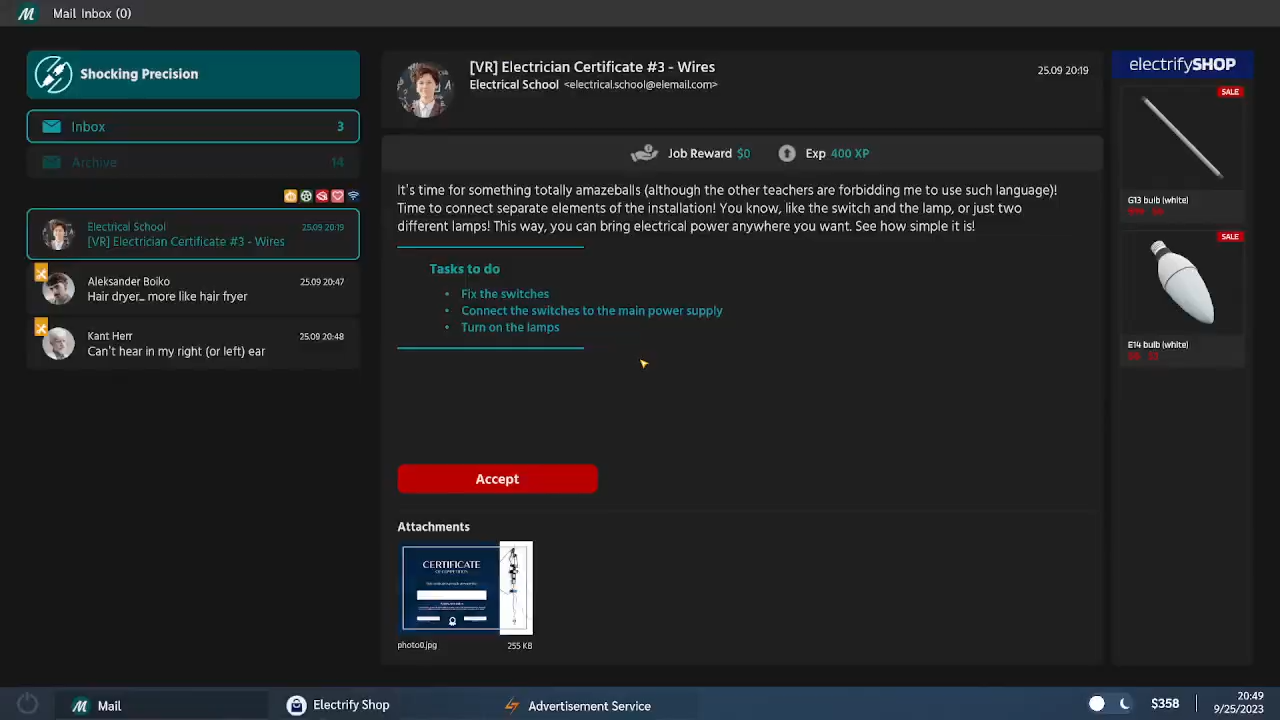 Mail Inbox (0)
Shocking Precision
Inbox 3
Archive 14
Electrical School 25.09 20:19
[VR] Electrician Certificate #3 - Wires
Aleksander Boiko 25.09 20:47
Hair dryer... more like hair fryer
Kant Herr 25.09 20:48
Can't hear in my right (or left) ear
[VR] Electrician Certificate #3 - Wires
Electrical School <electrical.school@elemail.com>
25.09 20:19
Job Reward $0 Exp 400 XP
It's time for something totally amazeballs (although the other teachers are forbidding me to use such language)!
Time to connect separate elements of the installation! You know, like the switch and the lamp, or just two
different lamps! This way, you can bring electrical power anywhere you want. See how simple it is!
Tasks to do
• Fix the switches
• Connect the switches to the main power supply
• Turn on the lamps
Accept
Attachments
CERTIFICATE
photo0.jpg 255 KB
electrifySHOP
SALE
G13 bulb (white)
SALE
E14 bulb (white)
Mail
Electrify Shop
Advertisement Service
$358
20:49
9/25/2023